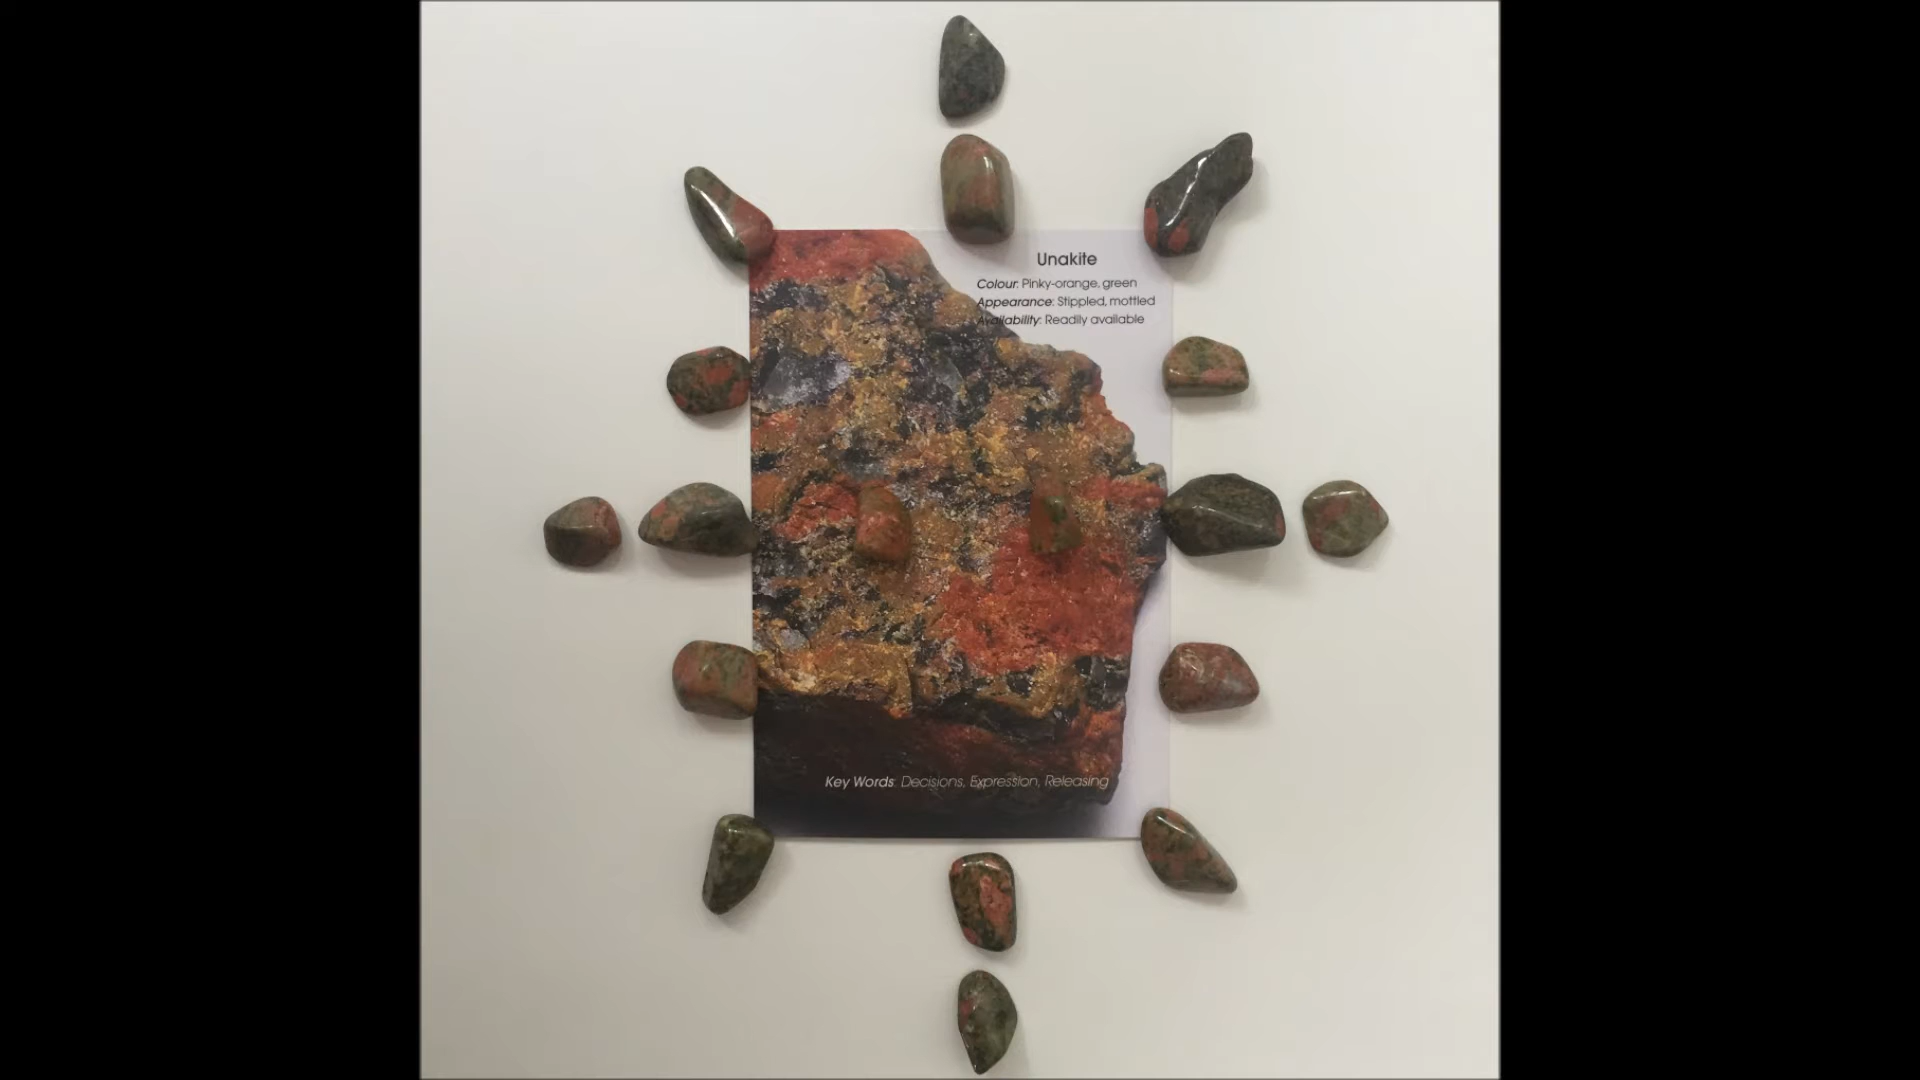 Unakite
Colour: Pinky-orange, green
Appearance: Stippled, mottled
Availability: Readily available
Key Words: Decisions, Expression, Releasing